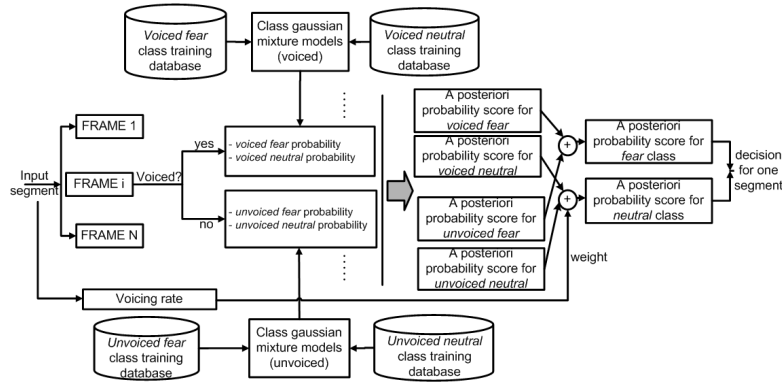 Voiced fear
class training
database
Class gaussian
mixture models
(voiced)
Voiced neutral
class training
database
FRAME 1
Input
segment
FRAME i
Voiced?
yes
no
FRAME N
- voiced fear probability
- voiced neutral probability
- unvoiced fear probability
- unvoiced neutral probability
A posteriori
probability score for
voiced fear
A posteriori
probability score for
voiced neutral
A posteriori
probability score for
unvoiced fear
A posteriori
probability score for
unvoiced neutral
+
+
A posteriori
probability score for
fear class
A posteriori
probability score for
neutral class
decision
for one
segment
weight
Voicing rate
Unvoiced fear
class training
database
Class gaussian
mixture models
(unvoiced)
Unvoiced neutral
class training
database